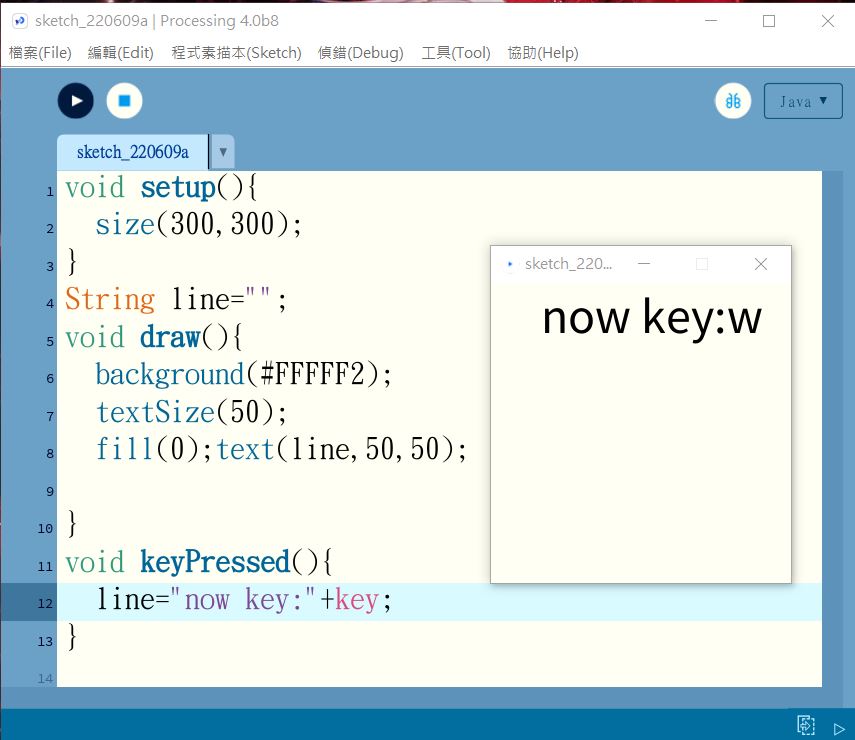 sketch_220609a | Processing 4.0b8
檔案(File) 編輯(Edit) 程式素描本(Sketch) 偵錯(Debug) 工具(Tool) 協助(Help)
Java ▼
sketch_220609a ▼
1 void setup(){
2   size(300,300);
3 }
4 String line="";
5 void draw(){
6   background(#FFFFF2);
7   textSize(50);
8   fill(0);text(line,50,50);
9
10 }
11 void keyPressed(){
12   line="now key:"+key;
13 }
14
sketch_220...
now key:w